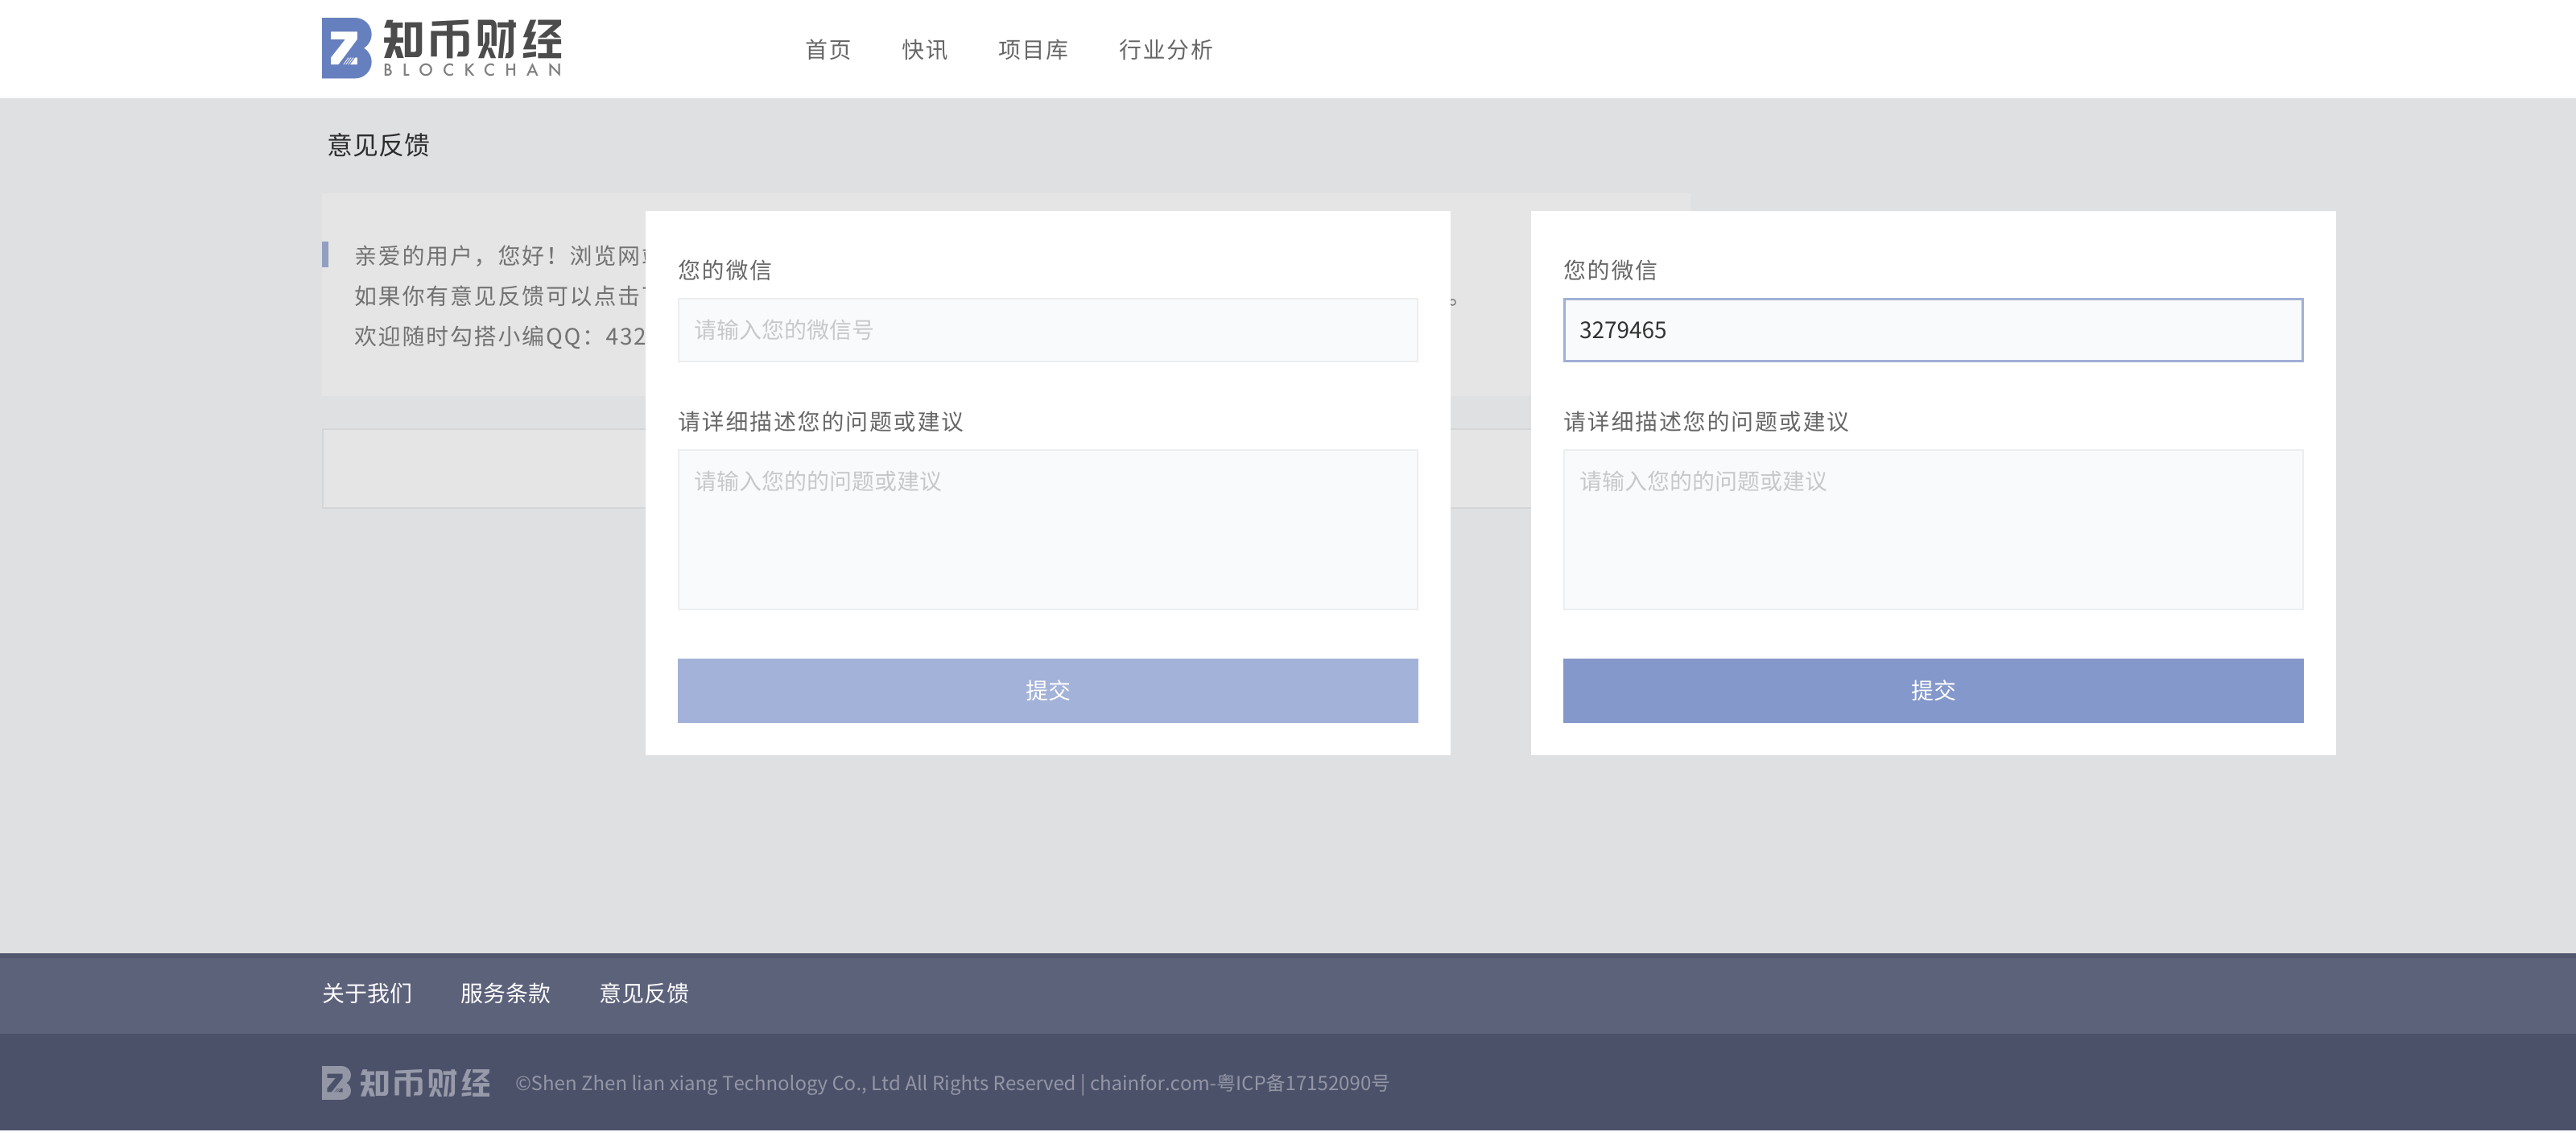 知币财经
BLOCKCHAN
首页 快讯 项目库 行业分析
意见反馈
亲爱的用户，您好！浏览网
如果你有意见反馈可以点击
欢迎随时勾搭小编QQ：432
。
您的微信
请输入您的微信号
请详细描述您的问题或建议
请输入您的的问题或建议
提交
您的微信
3279465
请详细描述您的问题或建议
请输入您的的问题或建议
提交
关于我们 服务条款 意见反馈
知币财经 ©Shen Zhen lian xiang Technology Co., Ltd All Rights Reserved | chainfor.com-粤ICP备17152090号